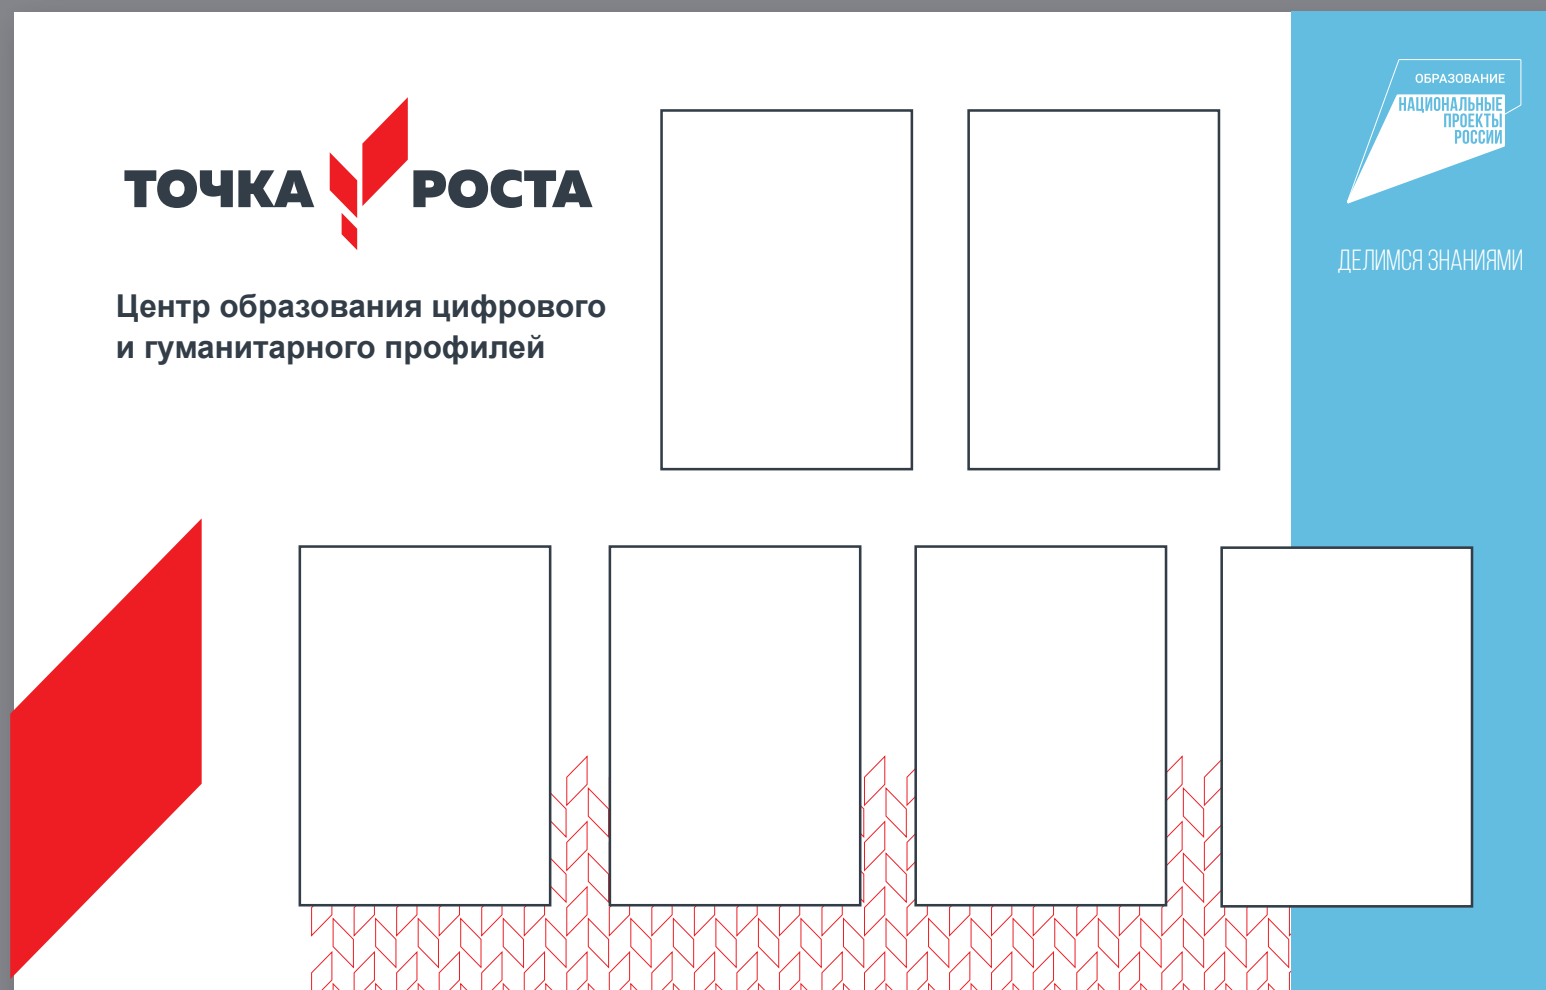 ТОЧКА РОСТА
Центр образования цифрового
и гуманитарного профилей
ОБРАЗОВАНИЕ
НАЦИОНАЛЬНЫЕ
ПРОЕКТЫ
РОССИИ
ДЕЛИМСЯ ЗНАНИЯМИ